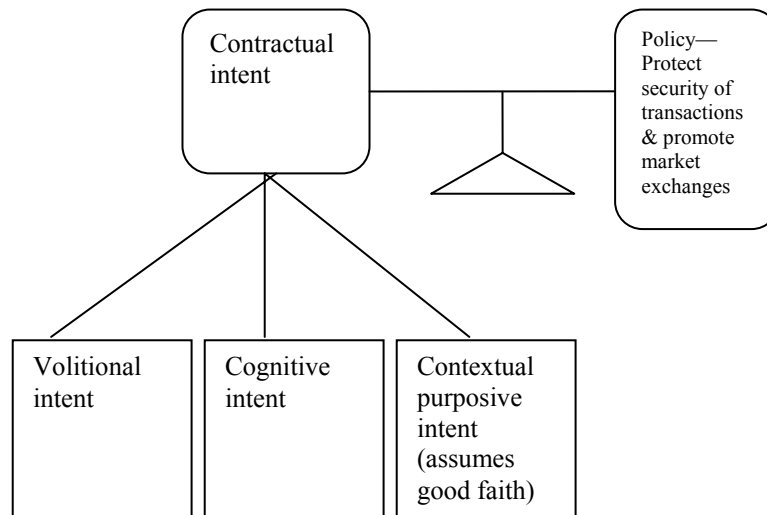 Contractual
intent
Policy—
Protect
security of
transactions
& promote
market
exchanges
Volitional
intent
Cognitive
intent
Contextual
purposive
intent
(assumes
good faith)